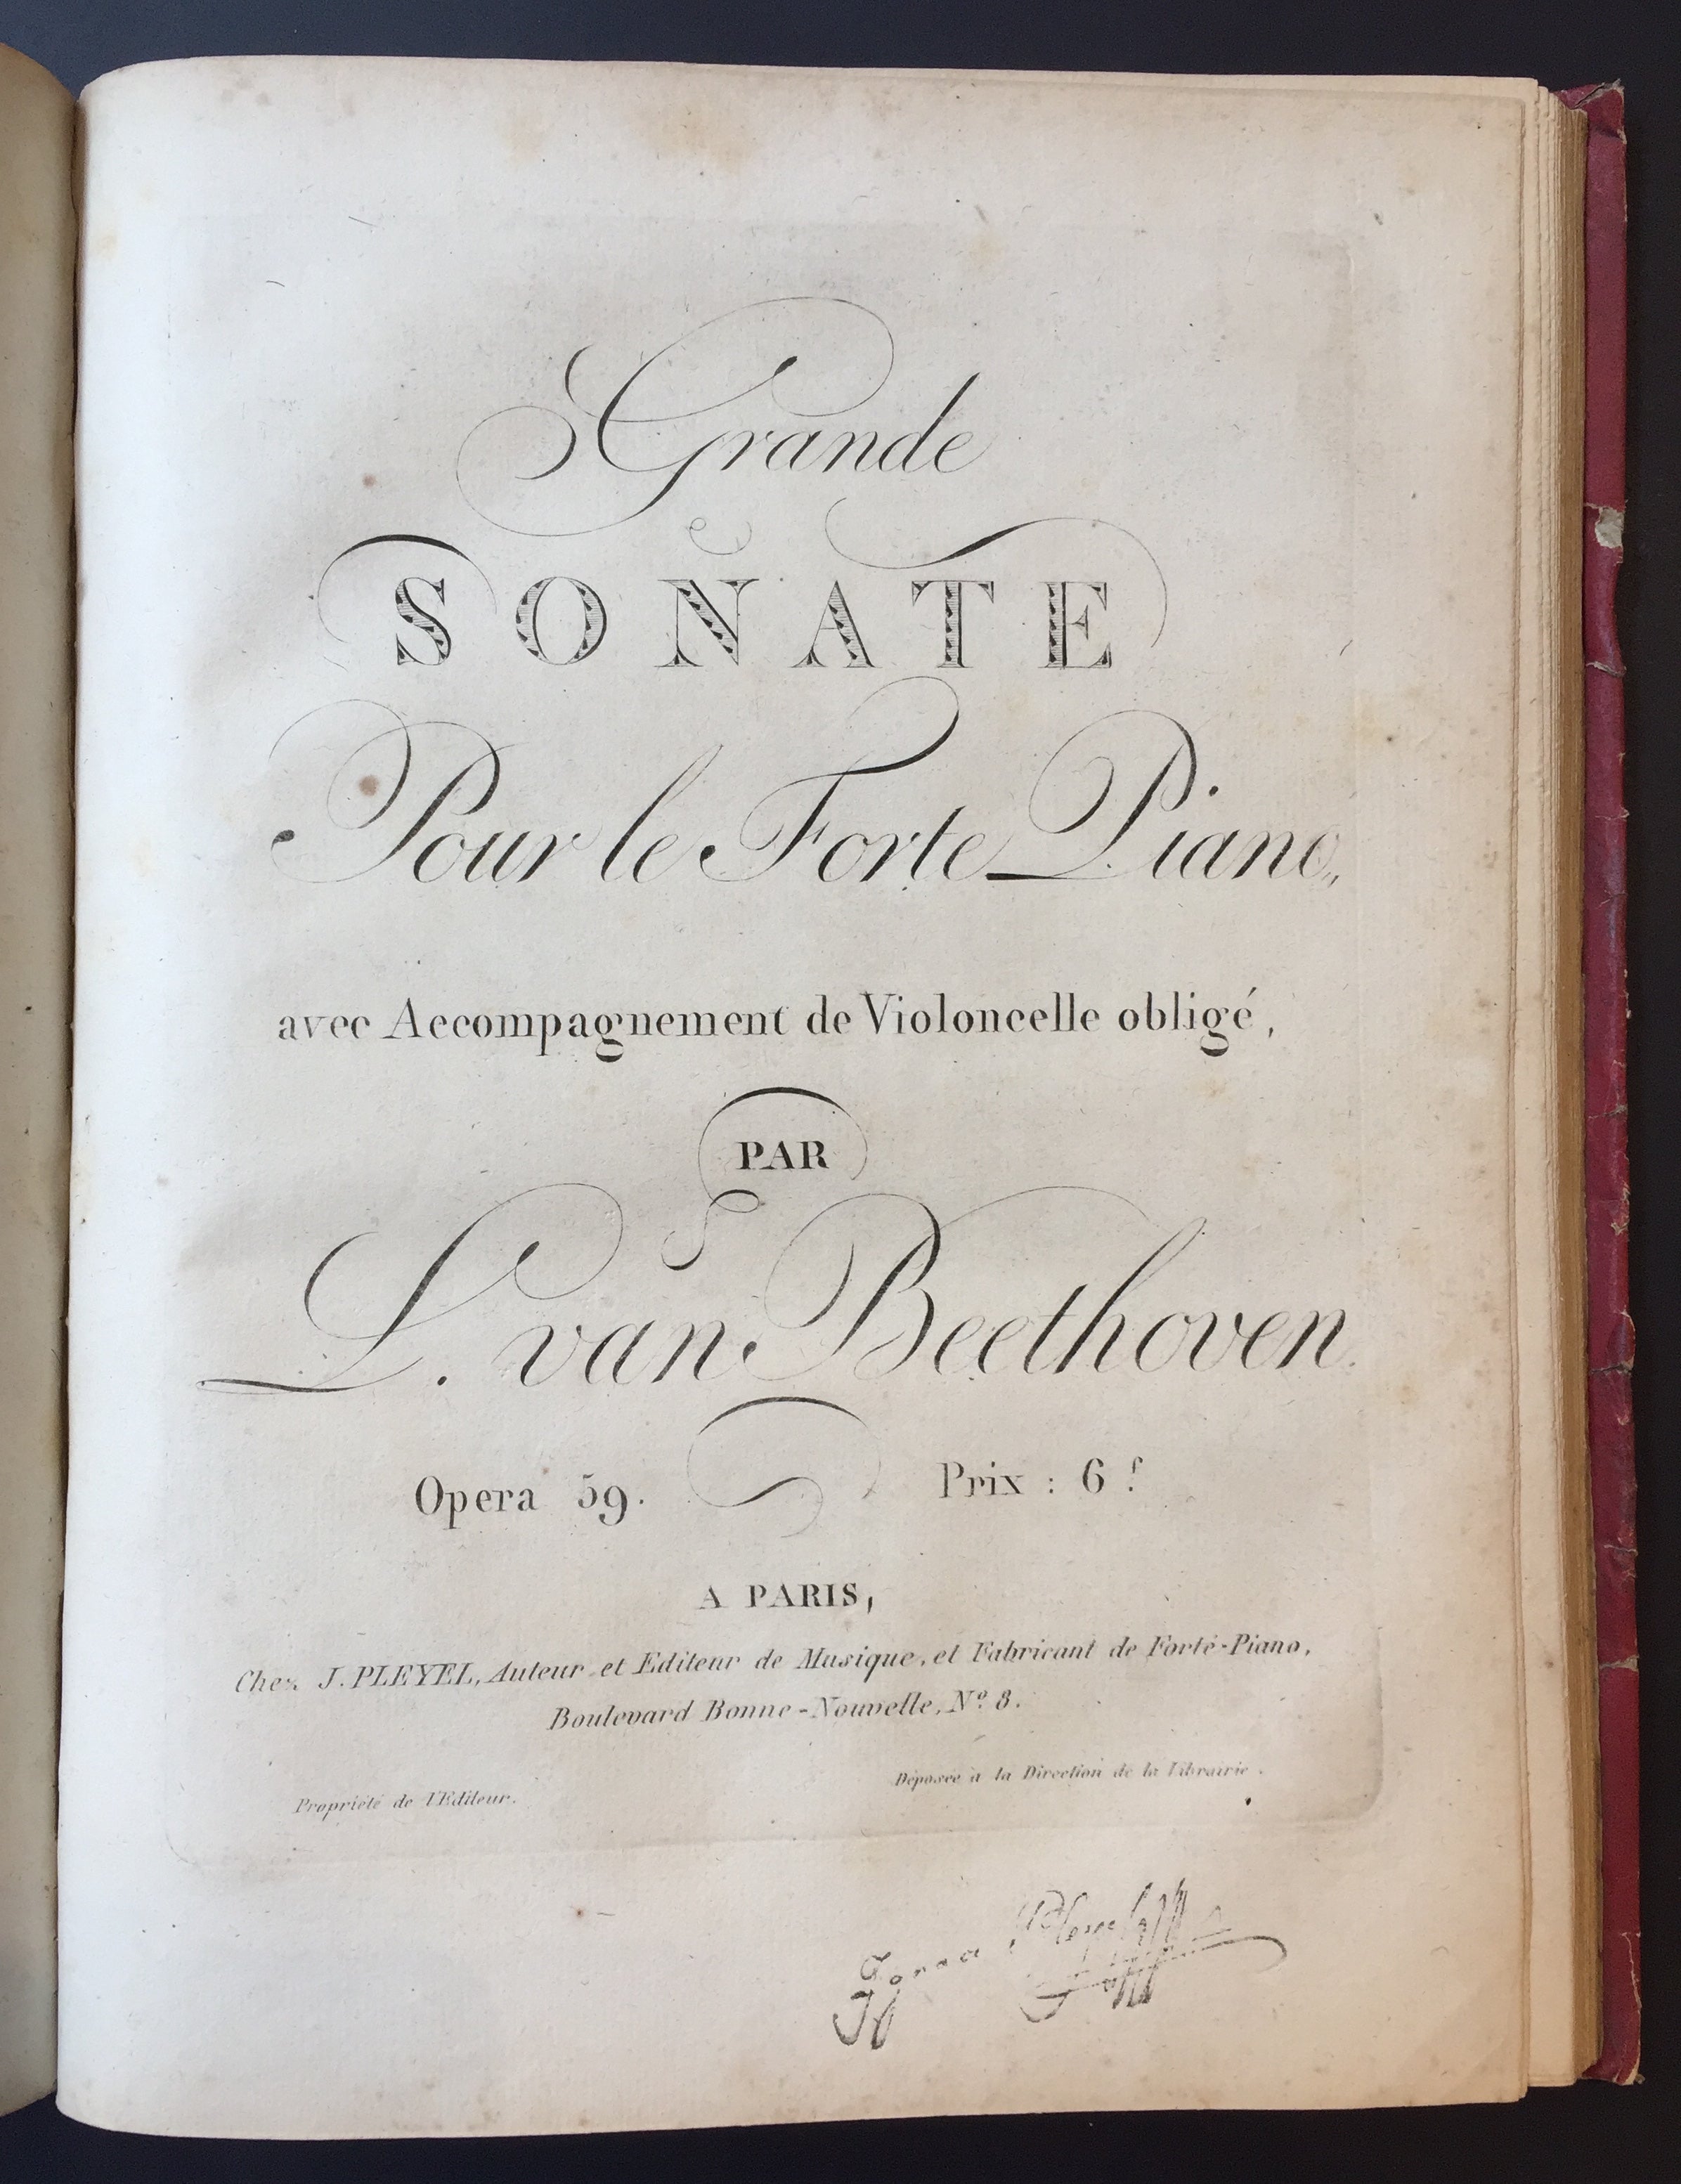 Grande
SONATE
Pour le Forte Piano,
avec Accompagnement de Violoncelle obligé,
PAR
L. van Beethoven.
Opera 59. Prix : 6 f
A PARIS,
Chez J. PLEYEL, Auteur et Editeur de Musique, et Fabricant de Forté-Piano,
Boulevard Bonne-Nouvelle, Nº 8.
Propriété de l'Editeur. Déposée à la Direction de la Librairie.